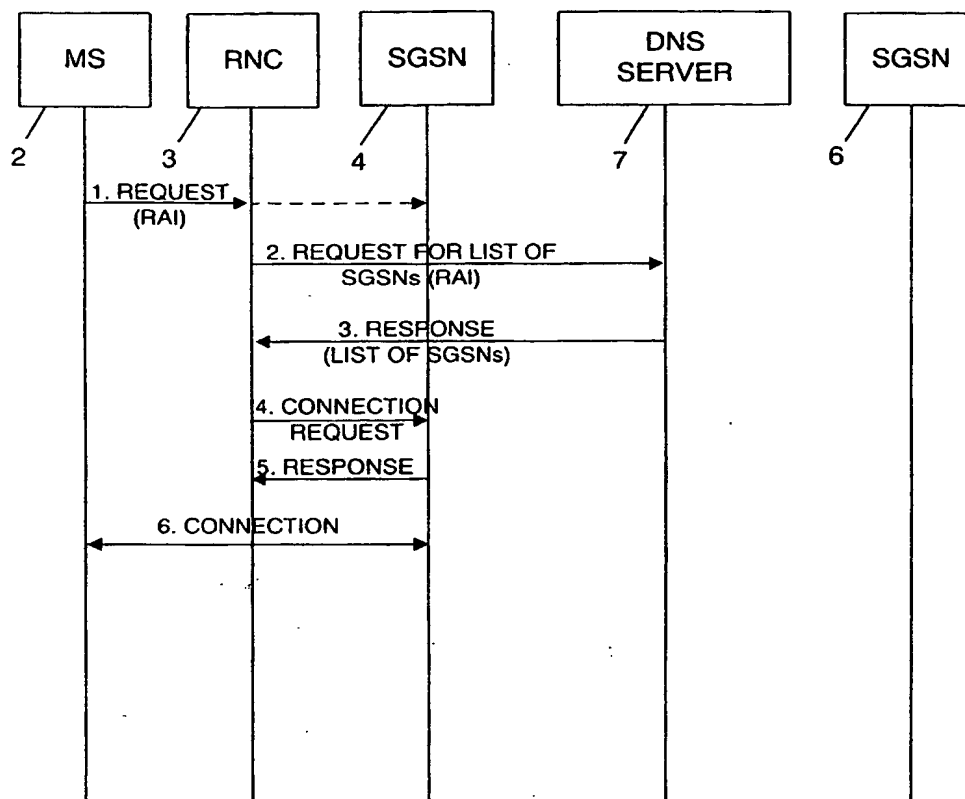 MS
RNC
SGSN
DNS
SERVER
SGSN
2
3
4
7
6
1. REQUEST
(RAI)
2. REQUEST FOR LIST OF
SGSNs (RAI)
3. RESPONSE
(LIST OF SGSNs)
4. CONNECTION
REQUEST
5. RESPONSE
6. CONNECTION